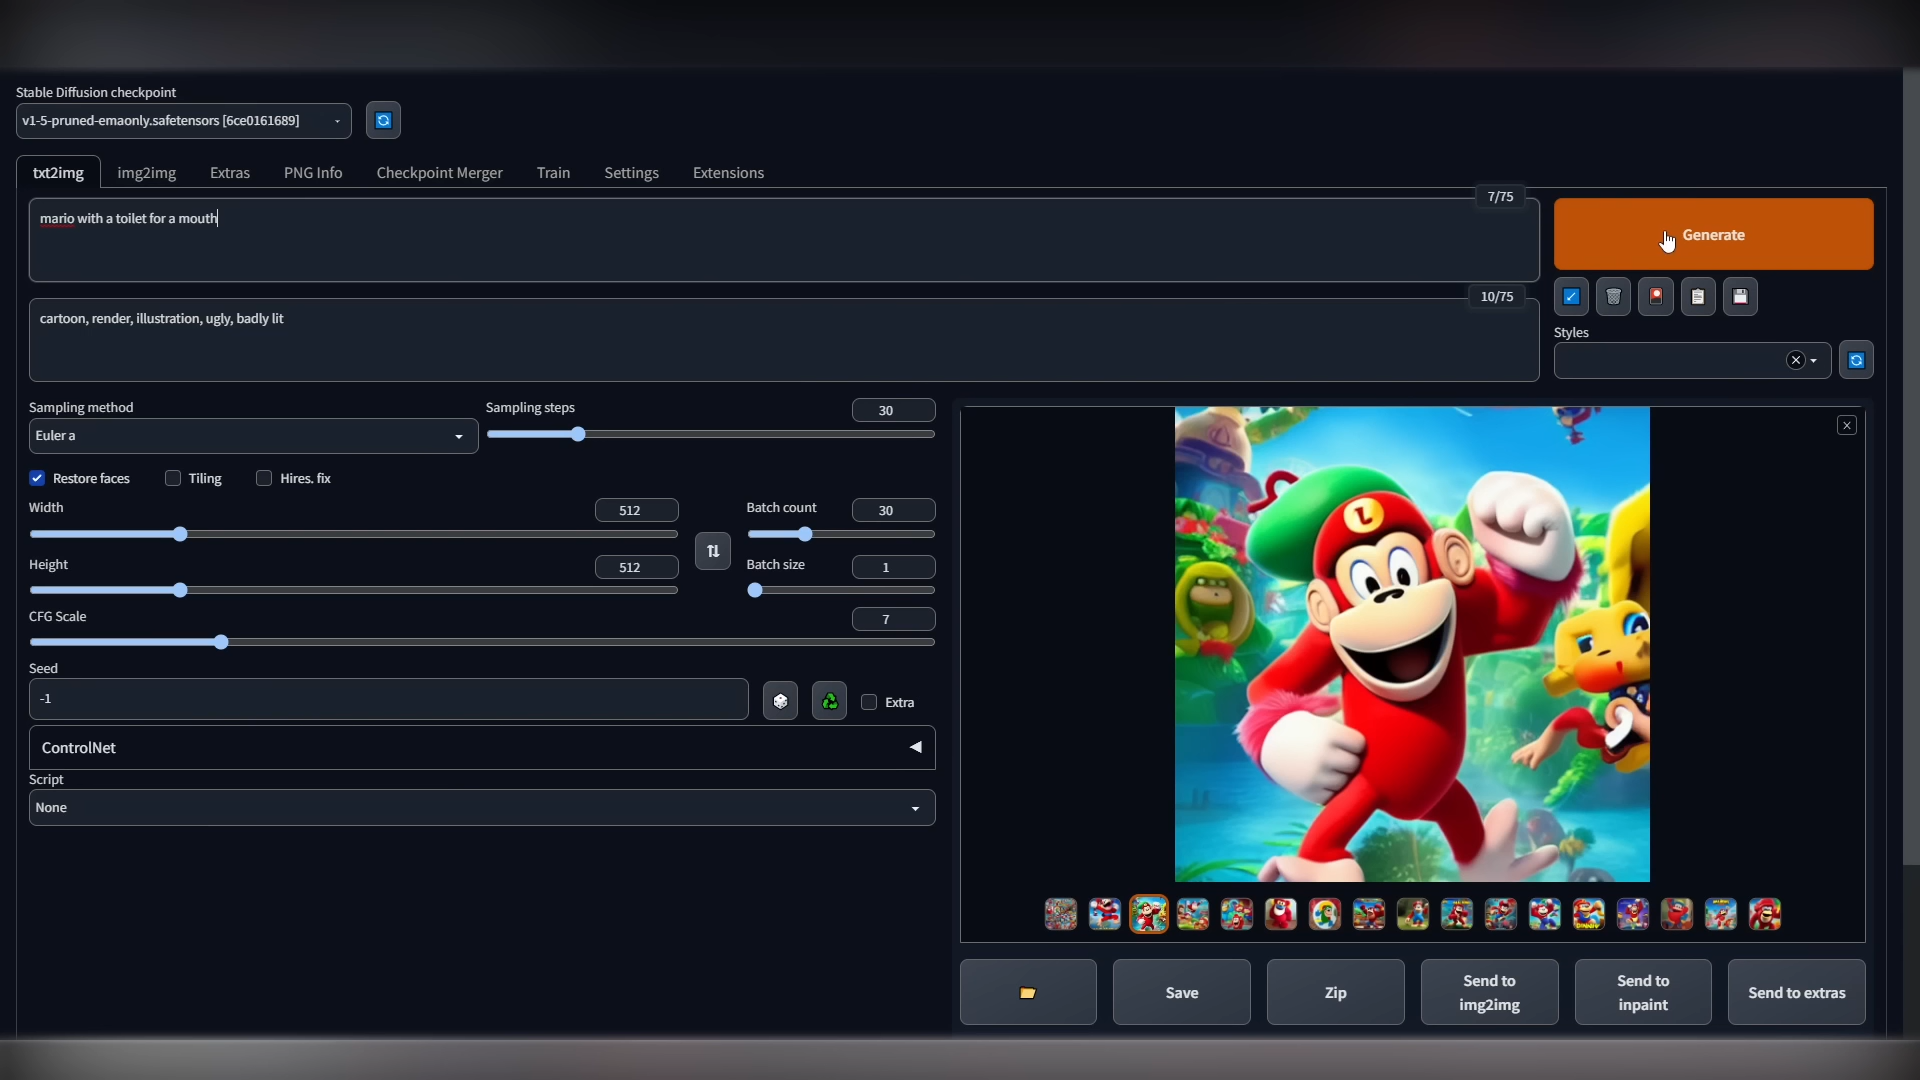 Stable Diffusion checkpoint
v1-5-pruned-emaonly.safetensors [6ce0161689]
txt2img img2img Extras PNG Info Checkpoint Merger Train Settings Extensions
7/75
mario with a toilet for a mouth
Generate
10/75
cartoon, render, illustration, ugly, badly lit
Styles
Sampling method
Euler a
Sampling steps
30
Restore faces Tiling Hires. fix
Width
512
Batch count
30
Height
512
Batch size
1
CFG Scale
7
Seed
-1
Extra
ControlNet
Script
None
L
Save
Zip
Send to
img2img
Send to
inpaint
Send to extras